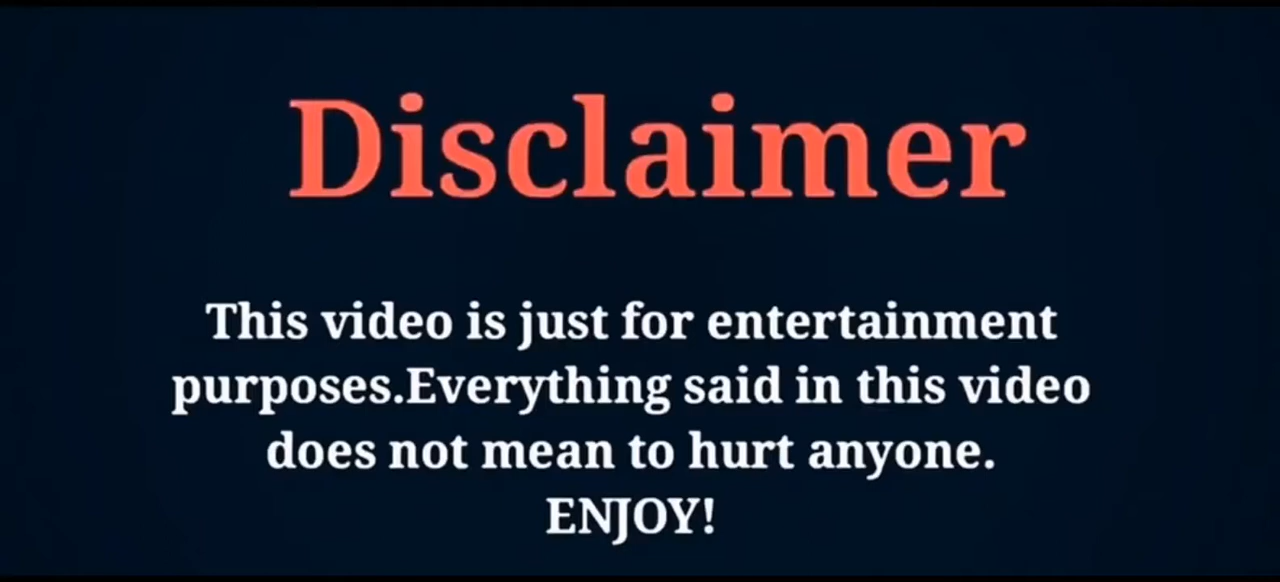 Disclaimer
This video is just for entertainment
purposes.Everything said in this video
does not mean to hurt anyone.
ENJOY!